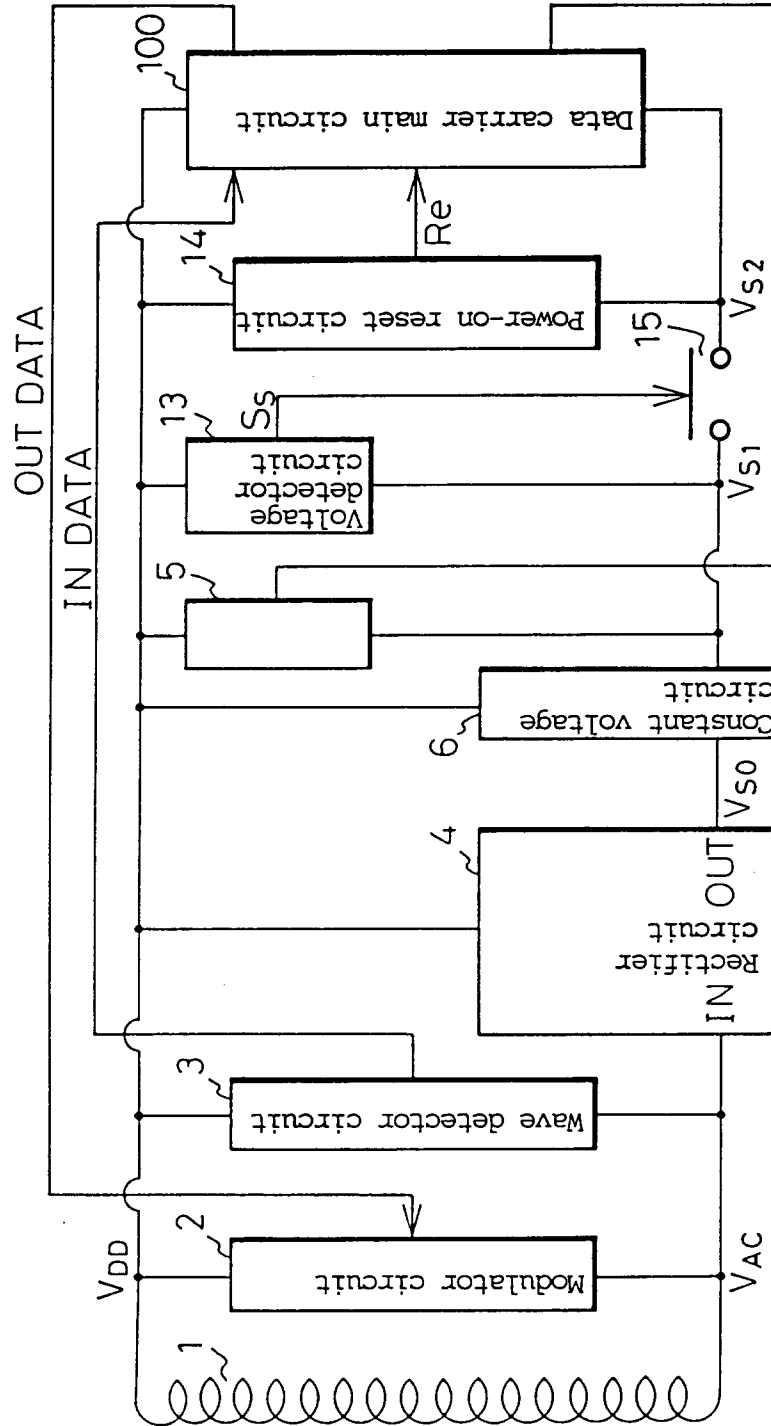 OUT DATA
IN DATA
100
Data carrier main circuit
14
Re
Power-on reset circuit
VS2
15
13
Ss
Voltage
detector
circuit
VS1
5
6
Constant voltage
circuit
VS0
4
Rectifier
circuit
IN
OUT
3
Wave detector circuit
2
Modulator circuit
VDD
VAC
1